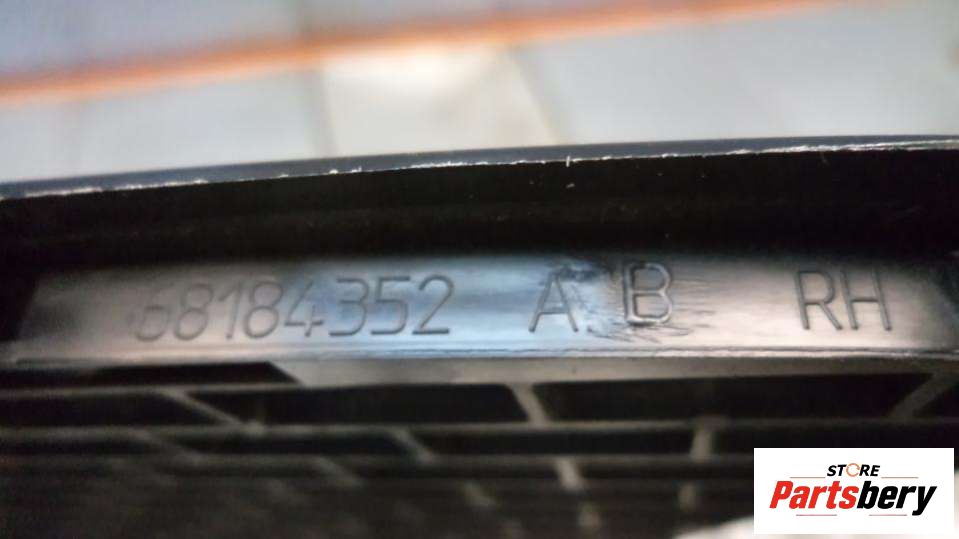 68184352 AB RH
STORE
Partsbery